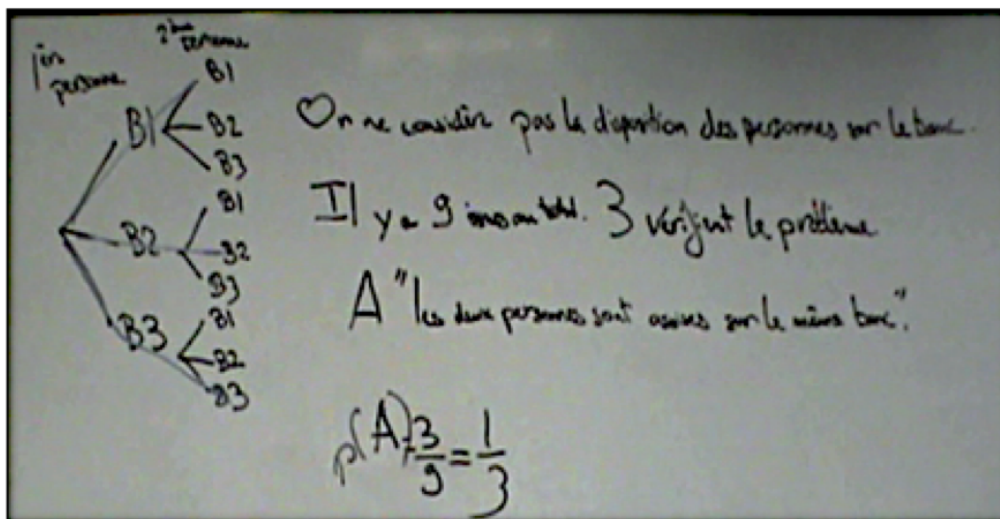 1ère personne
2ème personne
B1
B1
B2
B3
B2
B1
B2
B3
B3
B1
B2
B3
On ne considère pas la disposition des personnes sur le banc.
Il y a 9 au total. 3 vérifient le problème
A "les deux personnes sont assises sur le même banc".
p(A)=3/9=1/3